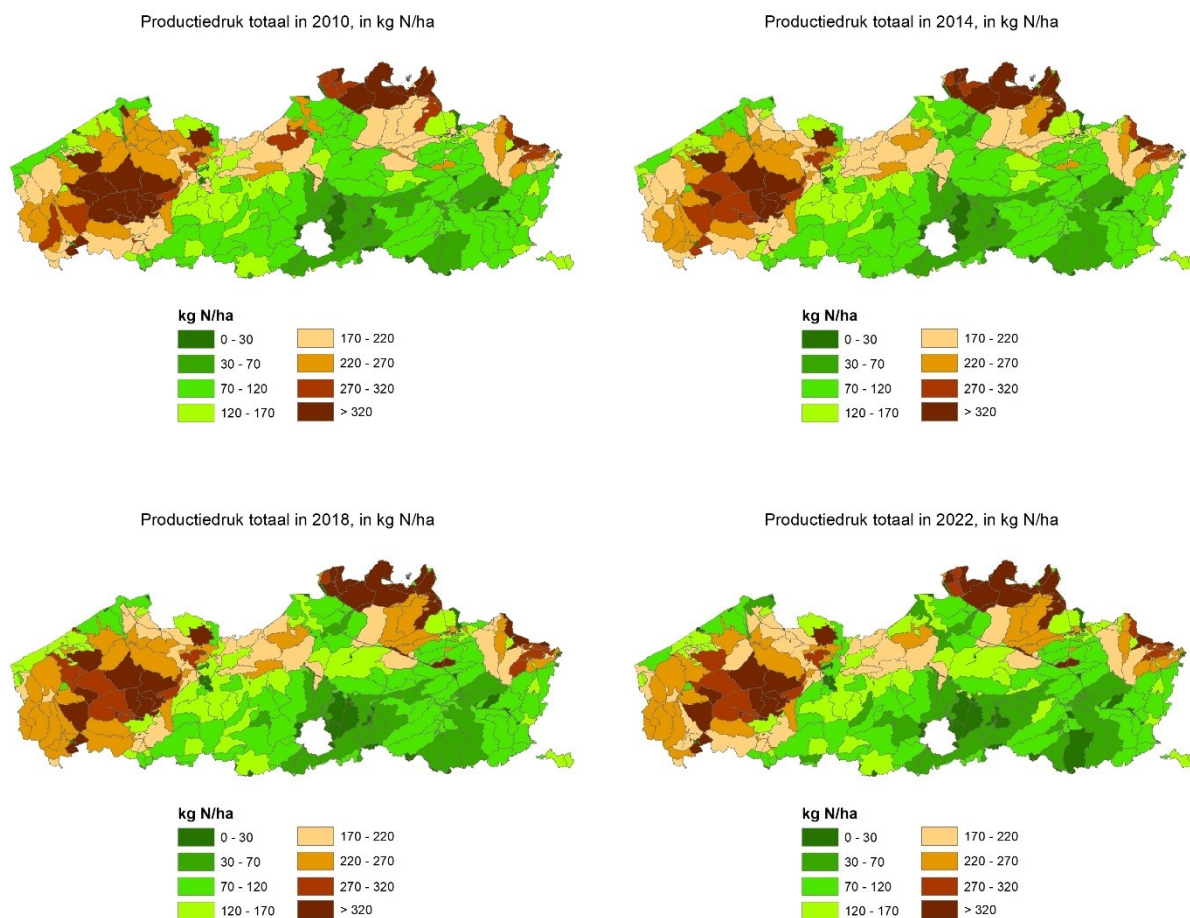 Productiedruk totaal in 2010, in kg N/ha
kg N/ha
0 - 30
30 - 70
70 - 120
120 - 170
170 - 220
220 - 270
270 - 320
> 320
Productiedruk totaal in 2014, in kg N/ha
kg N/ha
0 - 30
30 - 70
70 - 120
120 - 170
170 - 220
220 - 270
270 - 320
> 320
Productiedruk totaal in 2018, in kg N/ha
kg N/ha
0 - 30
30 - 70
70 - 120
120 - 170
170 - 220
220 - 270
270 - 320
> 320
Productiedruk totaal in 2022, in kg N/ha
kg N/ha
0 - 30
30 - 70
70 - 120
120 - 170
170 - 220
220 - 270
270 - 320
> 320